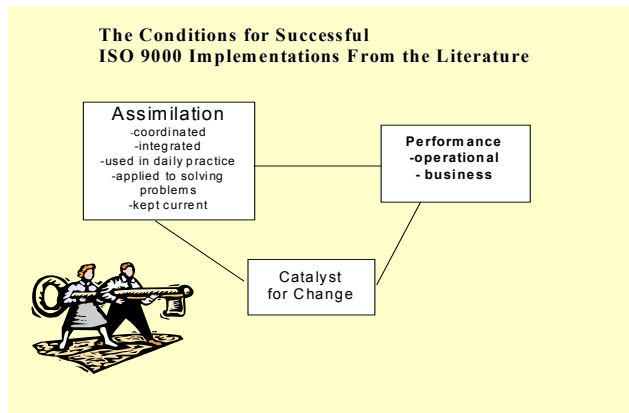 The Conditions for Successful
ISO 9000 Implementations From the Literature
Assimilation
-coordinated
-integrated
-used in daily practice
-applied to solving
problems
-kept current
Performance
-operational
- business
Catalyst
for Change